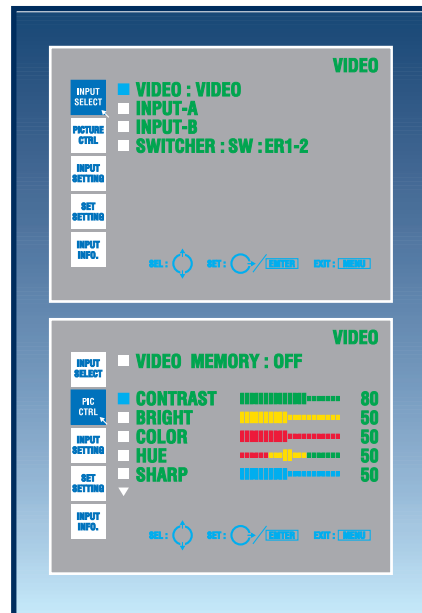 VIDEO
INPUT
SELECT
VIDEO : VIDEO
INPUT-A
INPUT-B
SWITCHER : SW : ER1-2
PICTURE
CTRL
INPUT
SETTING
SET
SETTING
INPUT
INFO.
SEL : SET : / ENTER EXIT : MENU
VIDEO
INPUT
SELECT
VIDEO MEMORY : OFF
PIC
CTRL
CONTRAST 80
BRIGHT 50
COLOR 50
HUE 50
SHARP 50
INPUT
SETTING
SET
SETTING
INPUT
INFO.
SEL : SET : / ENTER EXIT : MENU